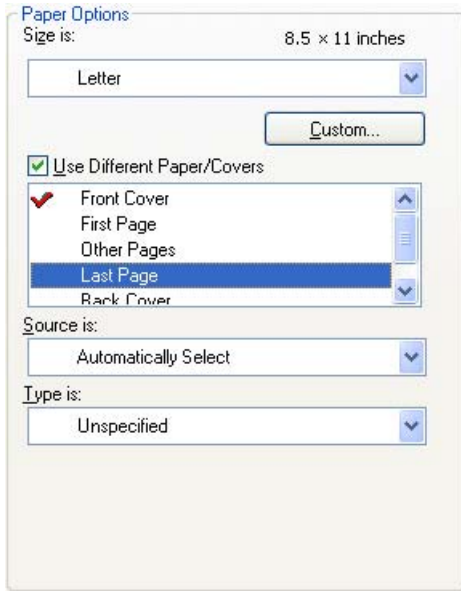 Paper Options
Size is:
8.5 × 11 inches
Letter
Custom...
Use Different Paper/Covers
Front Cover
First Page
Other Pages
Last Page
Back Cover
Source is:
Automatically Select
Type is:
Unspecified